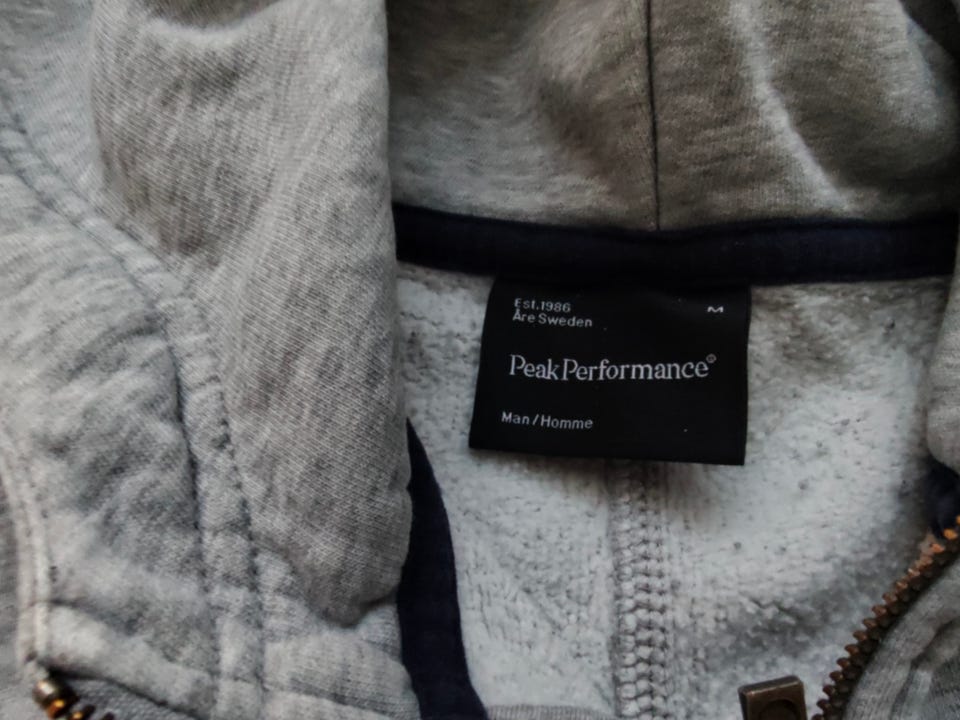 Est.1986
Åre Sweden
M
PeakPerformance®
Man/Homme